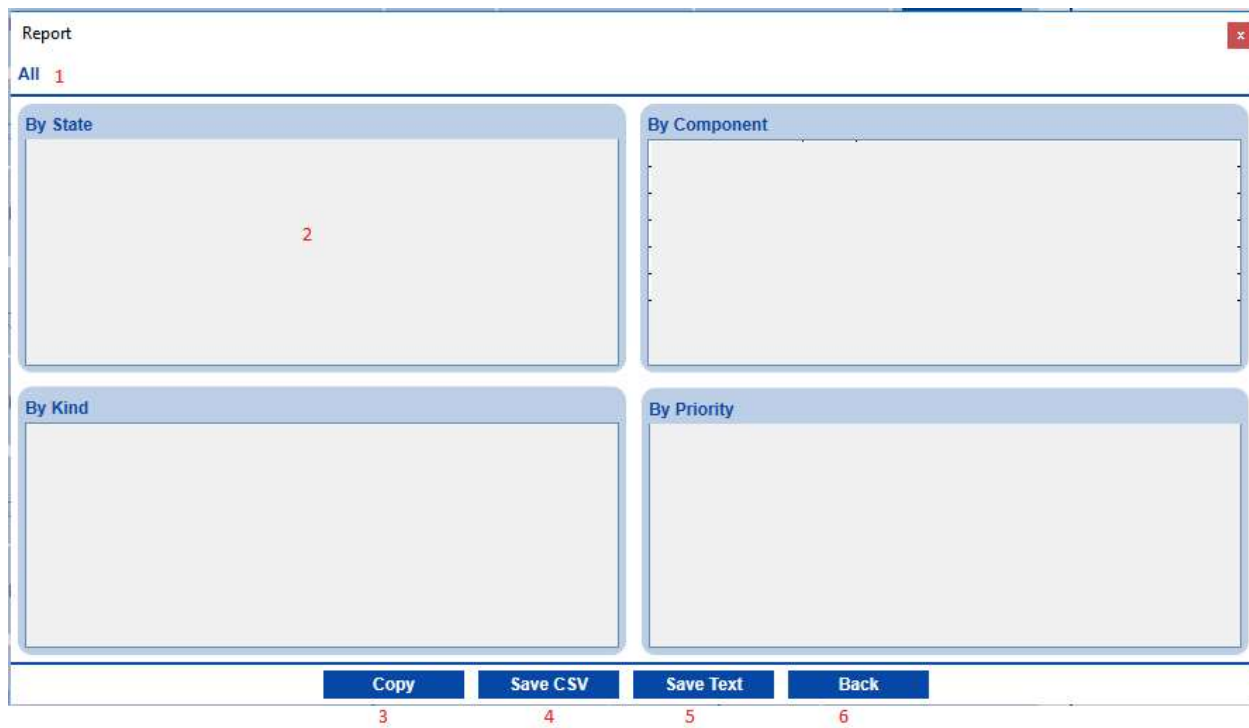 Report
x
All 1
By State
By Component
2
By Kind
By Priority
Copy Save CSV Save Text Back
3 4 5 6